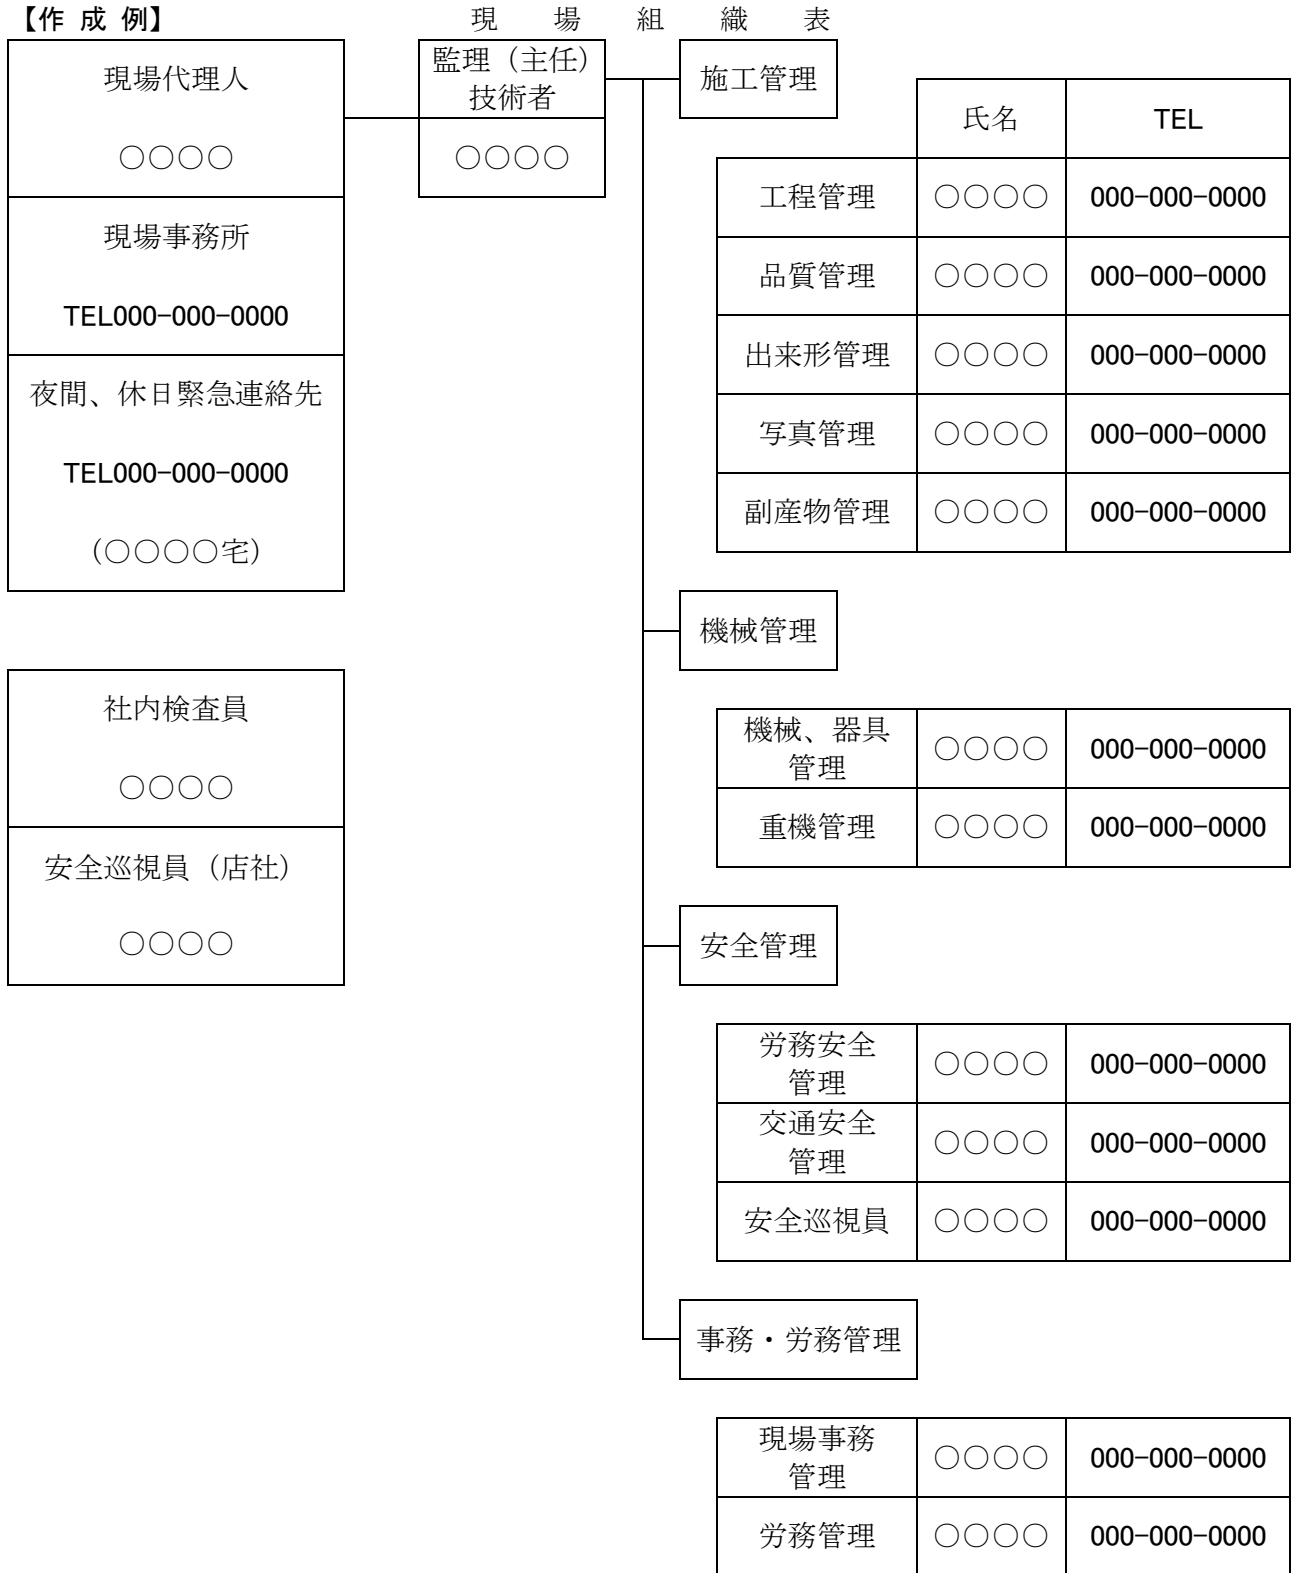 【作 成 例】 現 場 組 織 表
現場代理人
○○○○
現場事務所
TEL000-000-0000
夜間、休日緊急連絡先
TEL000-000-0000
(○○○○宅)
社内検査員
○○○○
安全巡視員（店社）
○○○○
監理（主任）
技術者
○○○○
施工管理
氏名 TEL
工程管理 ○○○○ 000-000-0000
品質管理 ○○○○ 000-000-0000
出来形管理 ○○○○ 000-000-0000
写真管理 ○○○○ 000-000-0000
副産物管理 ○○○○ 000-000-0000
機械管理
機械、器具
管理 ○○○○ 000-000-0000
重機管理 ○○○○ 000-000-0000
安全管理
労務安全
管理 ○○○○ 000-000-0000
交通安全
管理 ○○○○ 000-000-0000
安全巡視員 ○○○○ 000-000-0000
事務・労務管理
現場事務
管理 ○○○○ 000-000-0000
労務管理 ○○○○ 000-000-0000